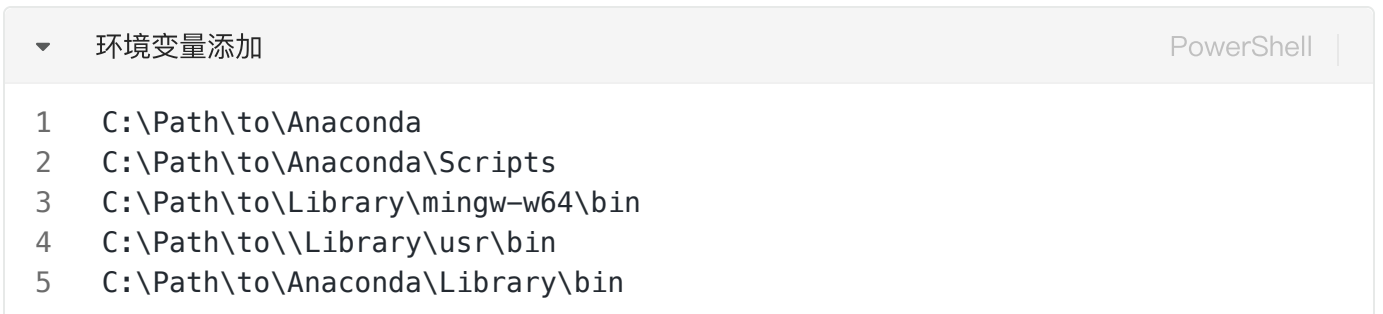 环境变量添加
PowerShell
1 C:\Path\to\Anaconda
2 C:\Path\to\Anaconda\Scripts
3 C:\Path\to\Library\mingw-w64\bin
4 C:\Path\to\\Library\usr\bin
5 C:\Path\to\Anaconda\Library\bin